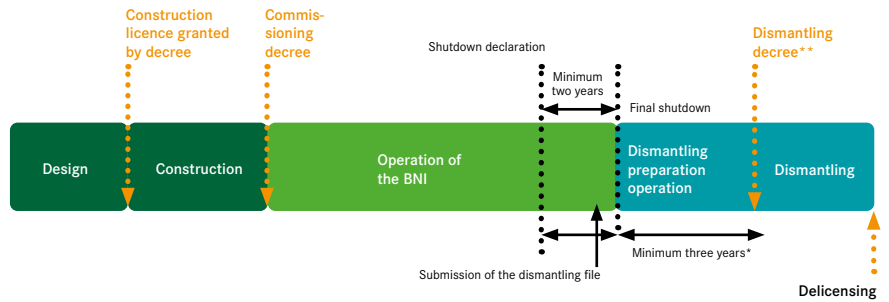 Construction
licence granted
by decree
Commis-
sioning
decree
Shutdown declaration
Minimum
two years
Final shutdown
Dismantling
decree**
Design
Construction
Operation of
the BNI
Dismantling
preparation
operation
Dismantling
Minimum three years*
Submission of the dismantling file
Delicensing